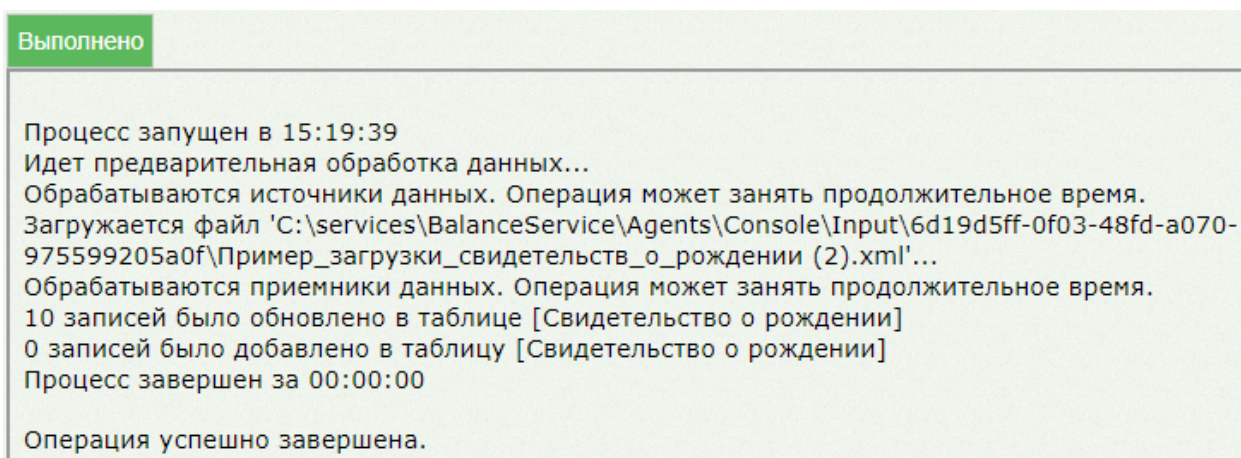 Выполнено
Процесс запущен в 15:19:39
Идет предварительная обработка данных...
Обрабатываются источники данных. Операция может занять продолжительное время.
Загружается файл 'C:\services\BalanceService\Agents\Console\Input\6d19d5ff-0f03-48fd-a070-
975599205a0f\Пример_загрузки_свидетельств_о_рождении (2).xml'...
Обрабатываются приемники данных. Операция может занять продолжительное время.
10 записей было обновлено в таблице [Свидетельство о рождении]
0 записей было добавлено в таблицу [Свидетельство о рождении]
Процесс завершен за 00:00:00
Операция успешно завершена.